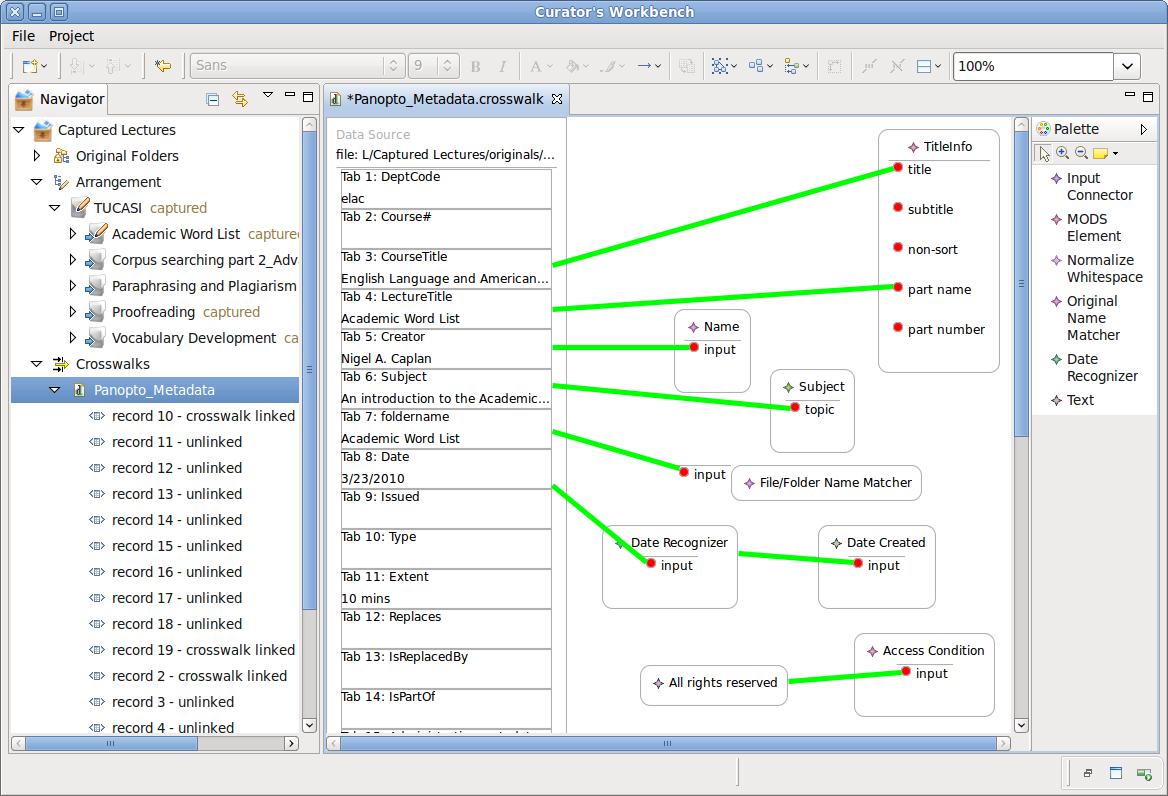 Curator's Workbench
File Project
Sans 9 A 100%
Navigator
Captured Lectures
Original Folders
Arrangement
TUCASI captured
Academic Word List capture
Corpus searching part 2_Adv
Paraphrasing and Plagiarism
Proofreading captured
Vocabulary Development ca
Crosswalks
Panopto_Metadata
record 10 - crosswalk linked
record 11 - unlinked
record 12 - unlinked
record 13 - unlinked
record 14 - unlinked
record 15 - unlinked
record 16 - unlinked
record 17 - unlinked
record 18 - unlinked
record 19 - crosswalk linked
record 2 - crosswalk linked
record 3 - unlinked
record 4 - unlinked
*Panopto_Metadata.crosswalk
Data Source
file: L/Captured Lectures/originals/...
Tab 1: DeptCode
elac
Tab 2: Course#
Tab 3: CourseTitle
English Language and American...
Tab 4: LectureTitle
Academic Word List
Tab 5: Creator
Nigel A. Caplan
Tab 6: Subject
An introduction to the Academic...
Tab 7: foldername
Academic Word List
Tab 8: Date
3/23/2010
Tab 9: Issued
Tab 10: Type
Tab 11: Extent
10 mins
Tab 12: Replaces
Tab 13: IsReplacedBy
Tab 14: IsPartOf
TitleInfo
title
subtitle
non-sort
part name
part number
Name
input
Subject
topic
input
File/Folder Name Matcher
Date Recognizer
input
Date Created
input
All rights reserved
Access Condition
input
Palette
Input
Connector
MODS
Element
Normalize
Whitespace
Original
Name
Matcher
Date
Recognizer
Text